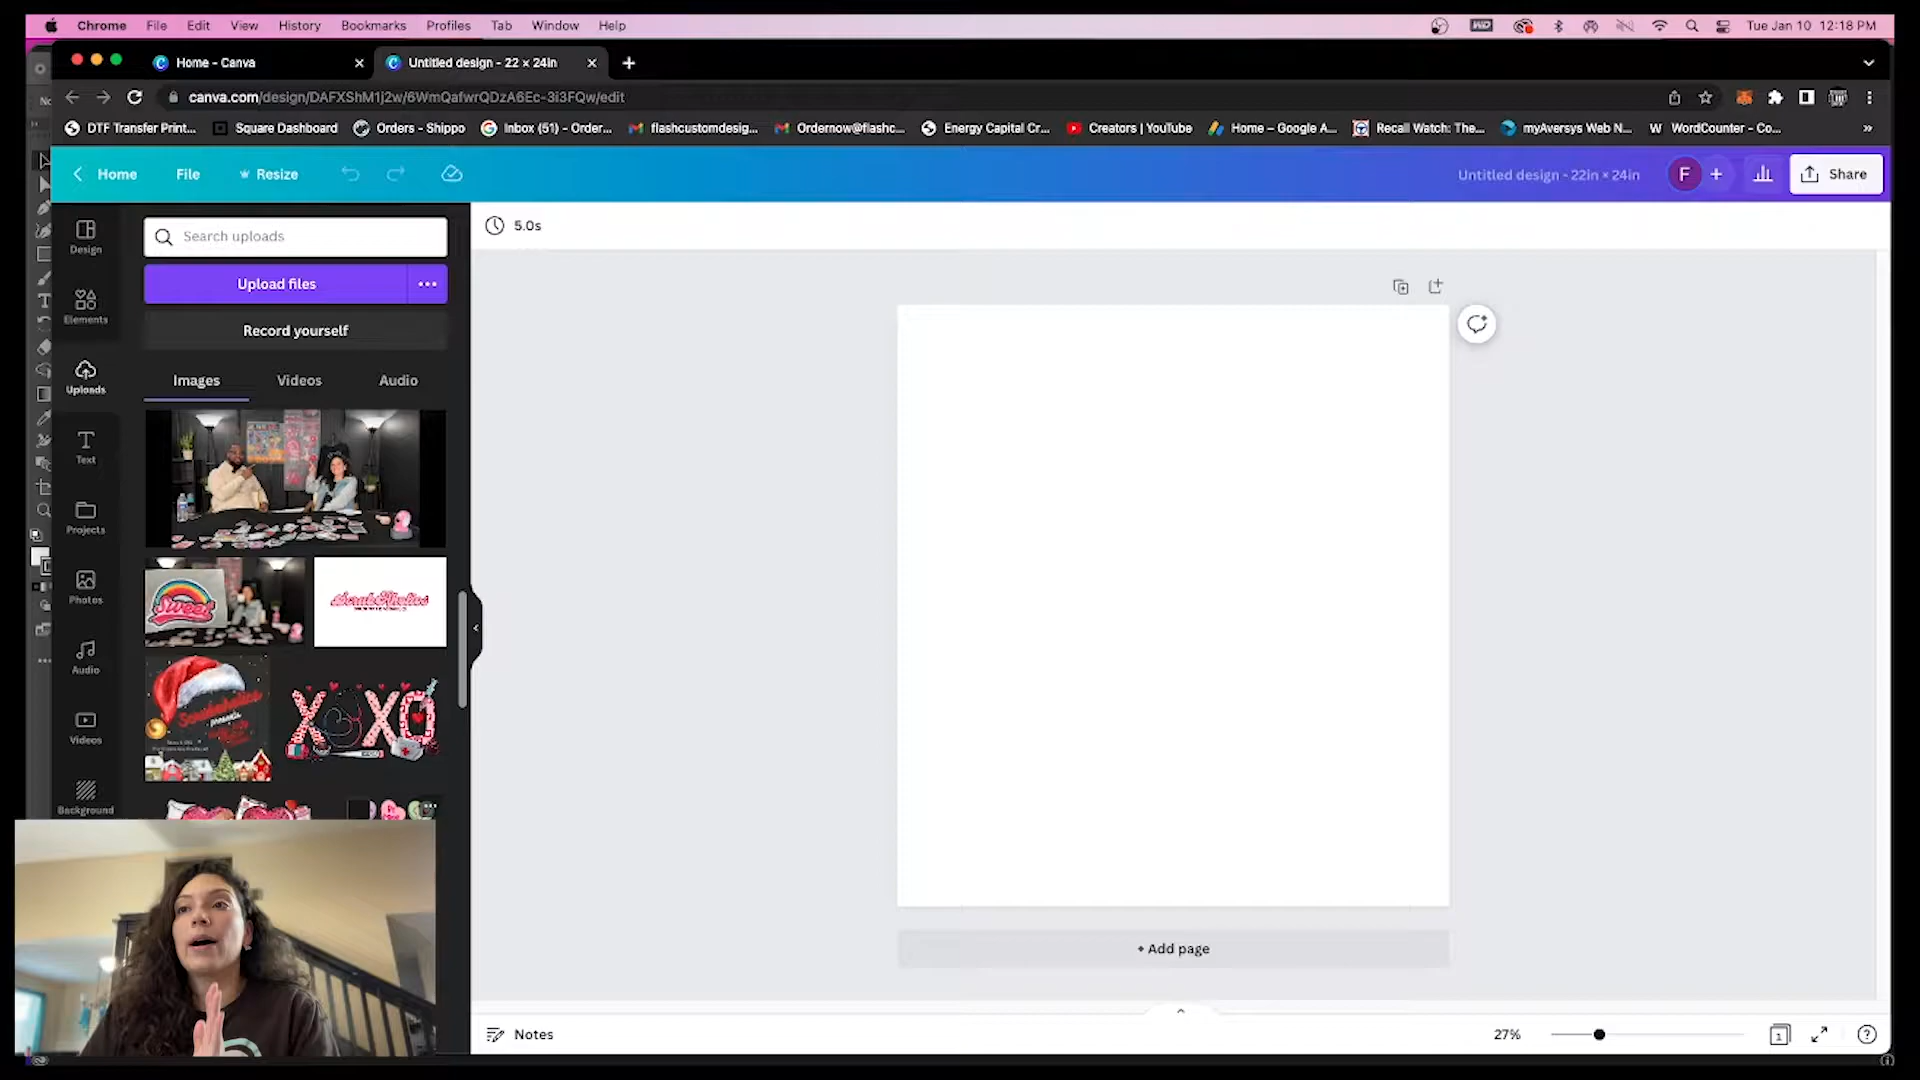 Chrome File Edit View History Bookmarks Profiles Tab Window Help Tue Jan 10 12:18 PM
Home - Canva Untitled design - 22 × 24in
canva.com/design/DAFXShM1j2w/6WmQafwrQDzA6Ec-3i3FQw/edit
DTF Transfer Print... Square Dashboard Orders - Shippo Inbox (51) - Order... flashcustomdesig... Ordernow@flashc... Energy Capital Cr... Creators | YouTube Home – Google A... Recall Watch: The... myAversys Web N... WordCounter - Co...
Home File Resize Untitled design - 22in × 24in F Share
5.0s
Design
Elements
Uploads
Text
Projects
Photos
Audio
Videos
Background
Search uploads
Upload files
Record yourself
Images Videos Audio
Sweet
presents
XOXO
+ Add page
Notes 27% 1